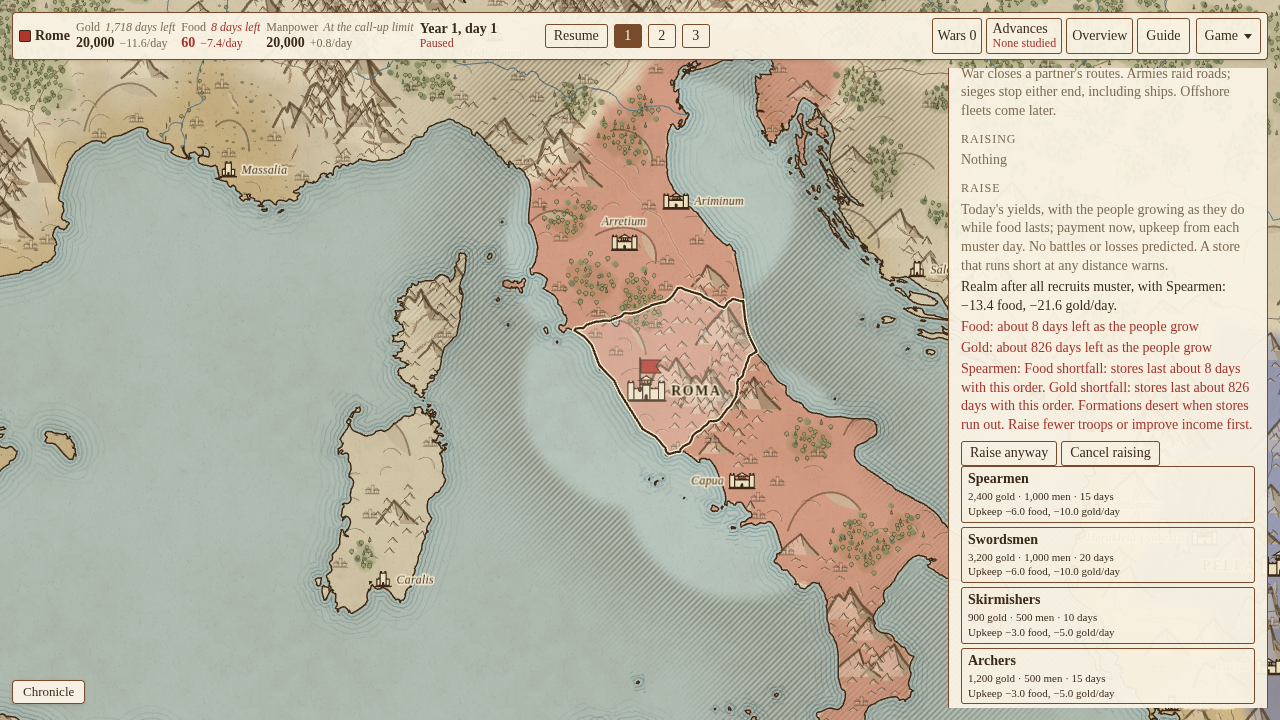 Rome
Gold 1,718 days left
20,000 −11.6/day
Food 8 days left
60 −7.4/day
Manpower At the call-up limit
20,000 +0.8/day
Year 1, day 1
Paused
Resume
1
2
3
Wars 0
Advances
None studied
Overview
Guide
Game
War closes a partner's routes. Armies raid roads;
sieges stop either end, including ships. Offshore
fleets come later.
RAISING
Nothing
RAISE
Today's yields, with the people growing as they do
while food lasts; payment now, upkeep from each
muster day. No battles or losses predicted. A store
that runs short at any distance warns.
Realm after all recruits muster, with Spearmen:
−13.4 food, −21.6 gold/day.
Food: about 8 days left as the people grow
Gold: about 826 days left as the people grow
Spearmen: Food shortfall: stores last about 8 days
with this order. Gold shortfall: stores last about 826
days with this order. Formations desert when stores
run out. Raise fewer troops or improve income first.
Raise anyway
Cancel raising
Spearmen
2,400 gold · 1,000 men · 15 days
Upkeep −6.0 food, −10.0 gold/day
Swordsmen
3,200 gold · 1,000 men · 20 days
Upkeep −6.0 food, −10.0 gold/day
Skirmishers
900 gold · 500 men · 10 days
Upkeep −3.0 food, −5.0 gold/day
Archers
1,200 gold · 500 men · 15 days
Upkeep −3.0 food, −5.0 gold/day
Massalia
Ariminum
Arretium
ROMA
Capua
Caralis
Chronicle